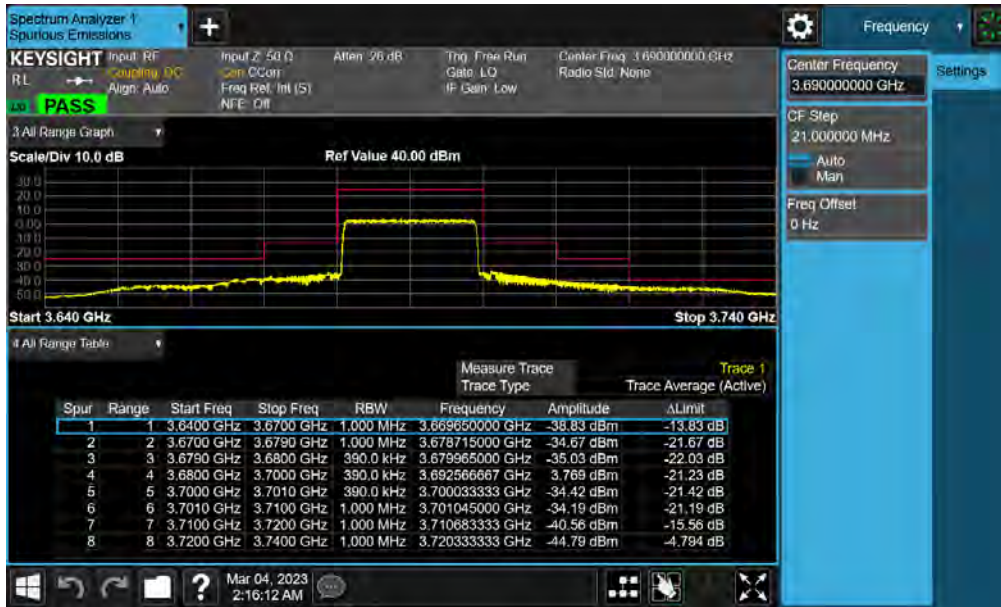 Spectrum Analyzer 1
Spurious Emissions
Frequency
KEYSIGHT
RL
PASS
Input: RF
Coupling: DC
Align: Auto
Input Z: 50 Ω
Corr CCorr
Freq Ref: Int (S)
NFE: Off
Atten: 26 dB
Trig: Free Run
Gate: LO
IF Gain: Low
Center Freq: 3.690000000 GHz
Radio Std: None
Center Frequency
3.690000000 GHz
Settings
CF Step
21.000000 MHz
Auto
Man
Freq Offset
0 Hz
3 All Range Graph
Scale/Div 10.0 dB
Ref Value 40.00 dBm
30.0
20.0
10.0
0.00
-10.0
-20.0
-30.0
-40.0
-50.0
Start 3.640 GHz
Stop 3.740 GHz
4 All Range Table
Measure Trace Trace 1
Trace Type Trace Average (Active)
Spur Range Start Freq Stop Freq RBW Frequency Amplitude ΔLimit
1 1 3.6400 GHz 3.6700 GHz 1.000 MHz 3.669650000 GHz -38.83 dBm -13.83 dB
2 2 3.6700 GHz 3.6790 GHz 1.000 MHz 3.678715000 GHz -34.67 dBm -21.67 dB
3 3 3.6790 GHz 3.6800 GHz 390.0 kHz 3.679965000 GHz -35.03 dBm -22.03 dB
4 4 3.6800 GHz 3.7000 GHz 390.0 kHz 3.692566667 GHz 3.769 dBm -21.23 dB
5 5 3.7000 GHz 3.7010 GHz 390.0 kHz 3.700033333 GHz -34.42 dBm -21.42 dB
6 6 3.7010 GHz 3.7100 GHz 1.000 MHz 3.701045000 GHz -34.19 dBm -21.19 dB
7 7 3.7100 GHz 3.7200 GHz 1.000 MHz 3.710683333 GHz -40.56 dBm -15.56 dB
8 8 3.7200 GHz 3.7400 GHz 1.000 MHz 3.720333333 GHz -44.79 dBm -4.794 dB
Mar 04, 2023
2:16:12 AM